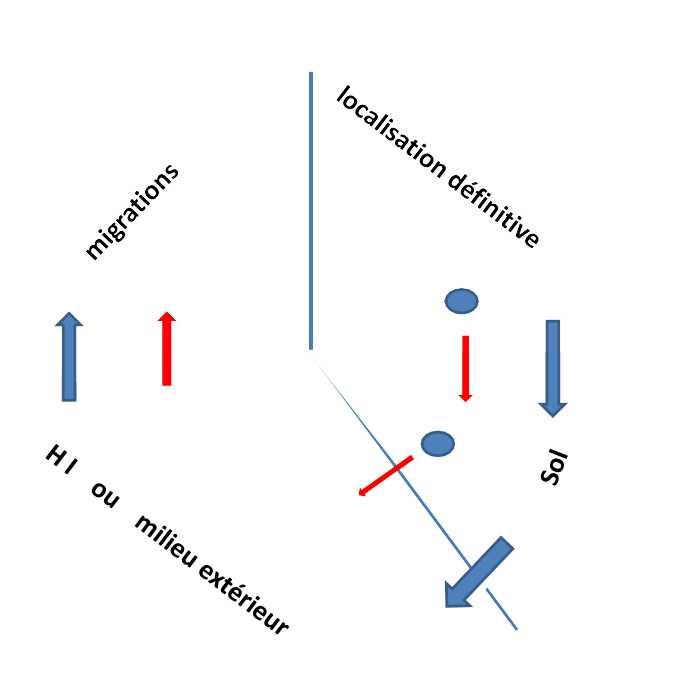 localisation définitive
migrations
Sol
H I ou milieu extérieur